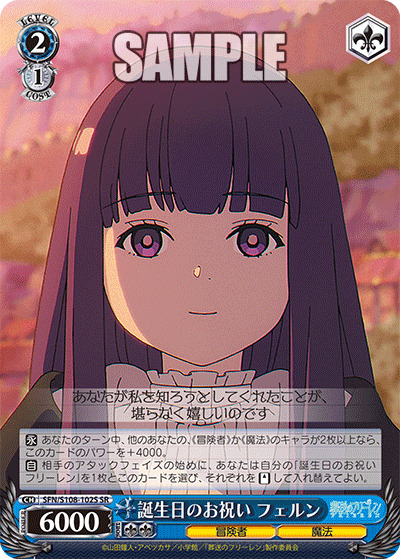 LEVEL
2
1
COST
SAMPLE
あなたが私を知ろうとしてくれたことが、
堪らなく嬉しいのです
永 あなたのターン中、他のあなたの、《冒険者》か《魔法》のキャラが2枚以上なら、
このカードのパワーを+4000。
自 相手のアタックフェイズの始めに、あなたは自分の「誕生日のお祝い
フェルン」を1枚とこのカードを選び、それぞれを↑し、入れ替えてよい。
CH SFN/S108-102S SR
誕生日のお祝い フェルン
葬送のフリーレン
6000
冒険者
魔法
©山田鐘人・アベツカサ/小学館/「葬送のフリーレン」製作委員会